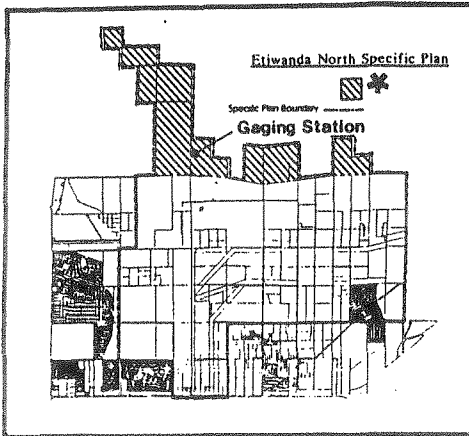 Etiwanda North Specific Plan
Specific Plan Boundary
Gaging Station